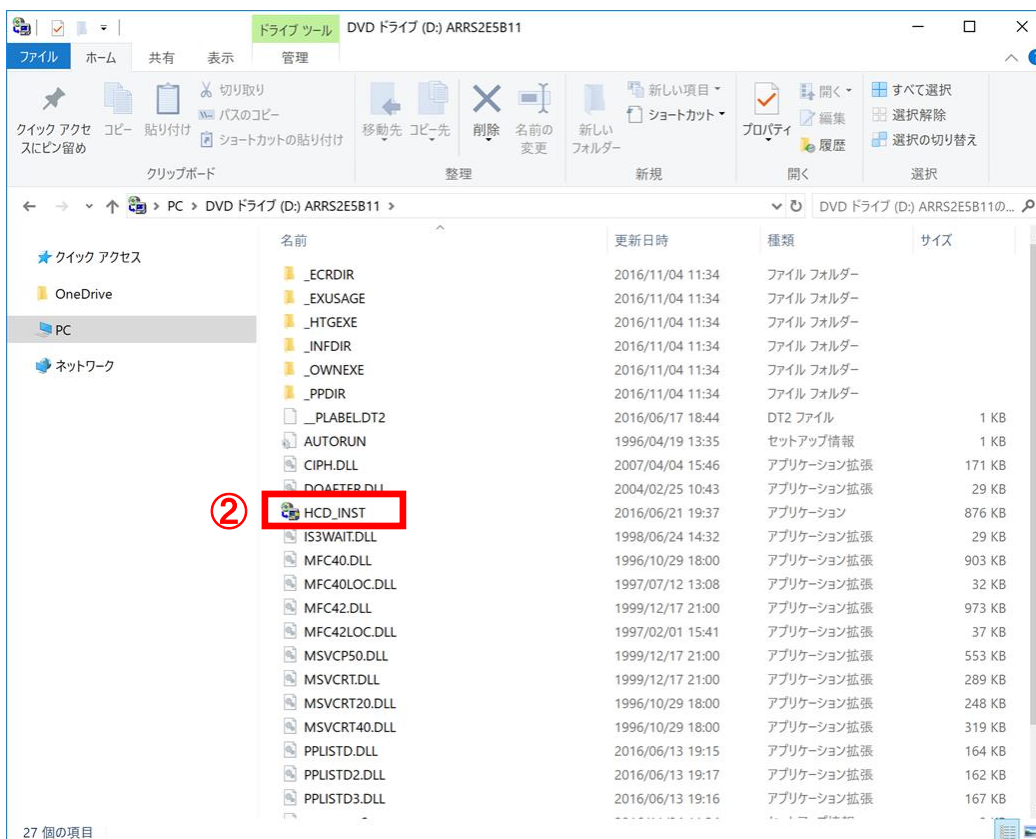 ドライブ ツール DVD ドライブ (D:) ARRS2E5B11
ファイル ホーム 共有 表示 管理
クイック アクセスにピン留め
コピー
貼り付け
切り取り
パスのコピー
ショートカットの貼り付け
クリップボード
移動先
コピー先
削除
名前の変更
整理
新しいフォルダー
新しい項目
ショートカット
新規
プロパティ
開く
編集
履歴
開く
すべて選択
選択解除
選択の切り替え
選択
PC > DVD ドライブ (D:) ARRS2E5B11 >
DVD ドライブ (D:) ARRS2E5B11の...
クイック アクセス
OneDrive
PC
ネットワーク
名前 更新日時 種類 サイズ
_ECRDIR 2016/11/04 11:34 ファイル フォルダー
_EXUSAGE 2016/11/04 11:34 ファイル フォルダー
_HTGEXE 2016/11/04 11:34 ファイル フォルダー
_INFDIR 2016/11/04 11:34 ファイル フォルダー
_OWNEXE 2016/11/04 11:34 ファイル フォルダー
_PPDIR 2016/11/04 11:34 ファイル フォルダー
__PLABEL.DT2 2016/06/17 18:44 DT2 ファイル 1 KB
AUTORUN 1996/04/19 13:35 セットアップ情報 1 KB
CIPH.DLL 2007/04/04 15:46 アプリケーション拡張 171 KB
DOAFTER.DLL 2004/02/25 10:43 アプリケーション拡張 29 KB
② HCD_INST 2016/06/21 19:37 アプリケーション 876 KB
IS3WAIT.DLL 1998/06/24 14:32 アプリケーション拡張 29 KB
MFC40.DLL 1996/10/29 18:00 アプリケーション拡張 903 KB
MFC40LOC.DLL 1997/07/12 13:08 アプリケーション拡張 32 KB
MFC42.DLL 1999/12/17 21:00 アプリケーション拡張 973 KB
MFC42LOC.DLL 1997/02/01 15:41 アプリケーション拡張 37 KB
MSVCP50.DLL 1999/12/17 21:00 アプリケーション拡張 553 KB
MSVCRT.DLL 1999/12/17 21:00 アプリケーション拡張 289 KB
MSVCRT20.DLL 1996/10/29 18:00 アプリケーション拡張 248 KB
MSVCRT40.DLL 1996/10/29 18:00 アプリケーション拡張 319 KB
PPLISTD.DLL 2016/06/13 19:15 アプリケーション拡張 164 KB
PPLISTD2.DLL 2016/06/13 19:17 アプリケーション拡張 162 KB
PPLISTD3.DLL 2016/06/13 19:16 アプリケーション拡張 167 KB
27 個の項目